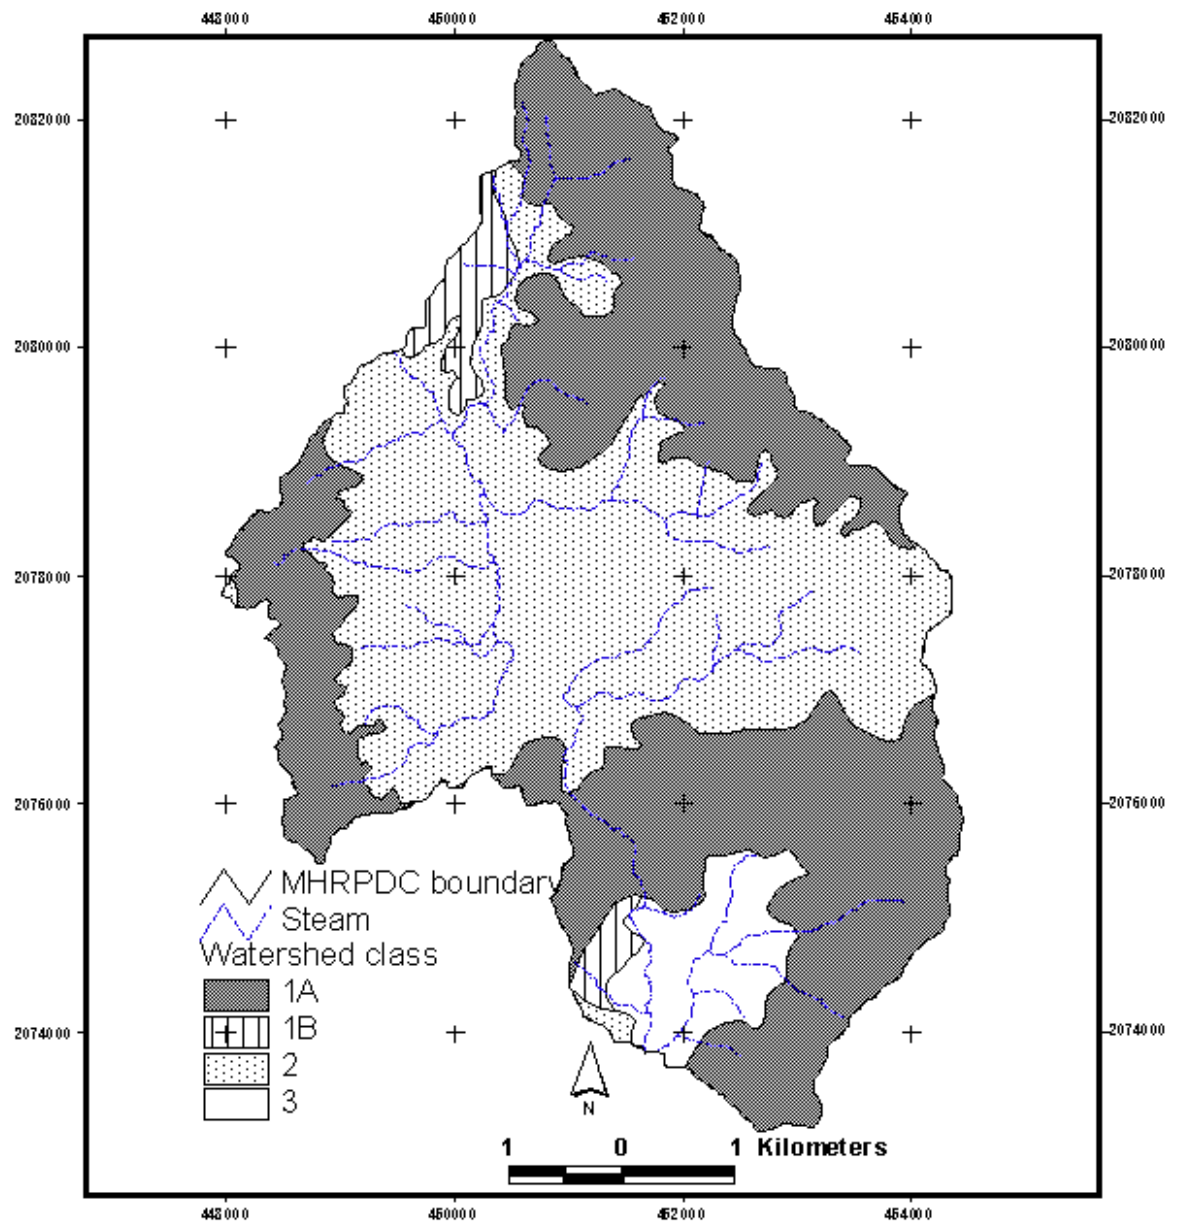 448000 450000 452000 454000
2082000 2082000
2080000 2080000
2078000 2078000
2076000 2076000
MHRPDC boundary
Steam
Watershed class
1A
1B
2
3
2074000 2074000
N
1 0 1 Kilometers
448000 450000 452000 454000